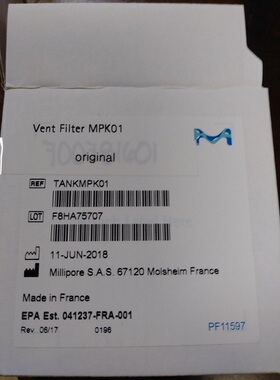 Vent Filter MPK01
original
REF TANKMPK01
LOT F8HA75707
11-JUN-2018
Millipore S.A.S. 67120 Molsheim France
Made in France
EPA Est. 041237-FRA-001
Rev. 06/17 0196
PF11597